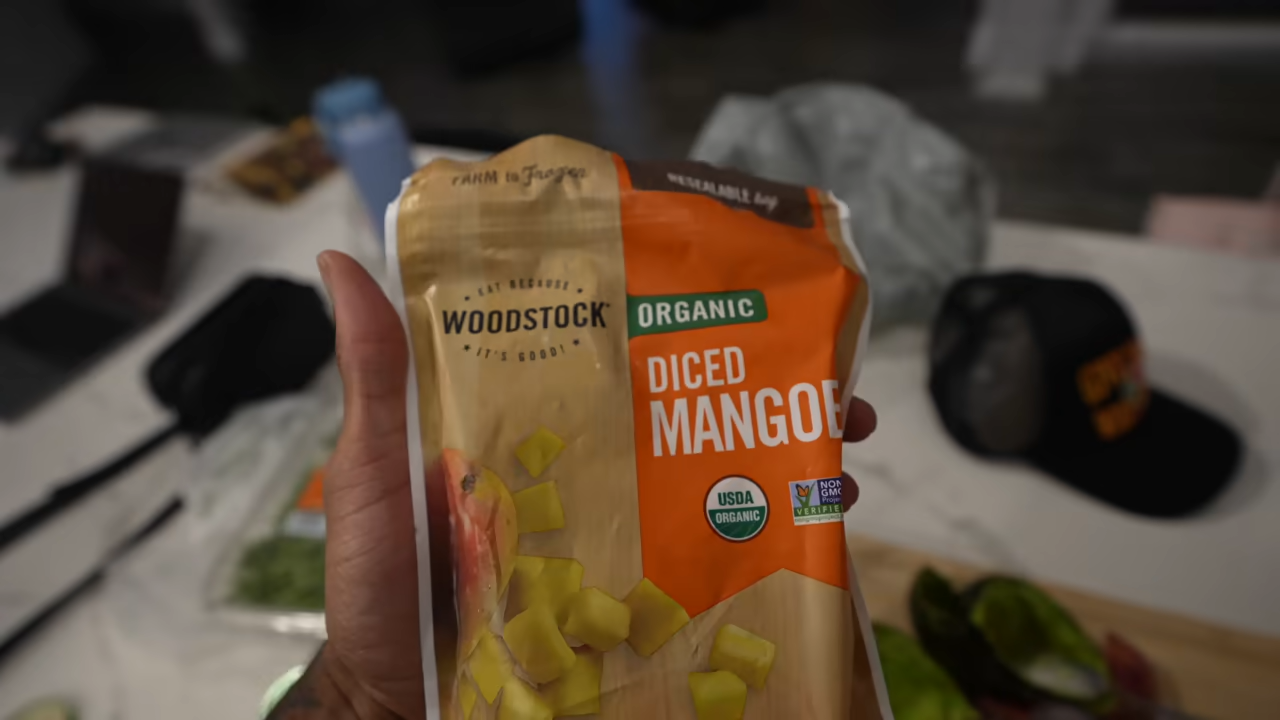 FARM to Frozen
RESEALABLE bag
EAT BECAUSE
WOODSTOCK
IT'S GOOD!
ORGANIC
DICED
MANGOE
USDA
ORGANIC
NON
GMO
Project
VERIFIED